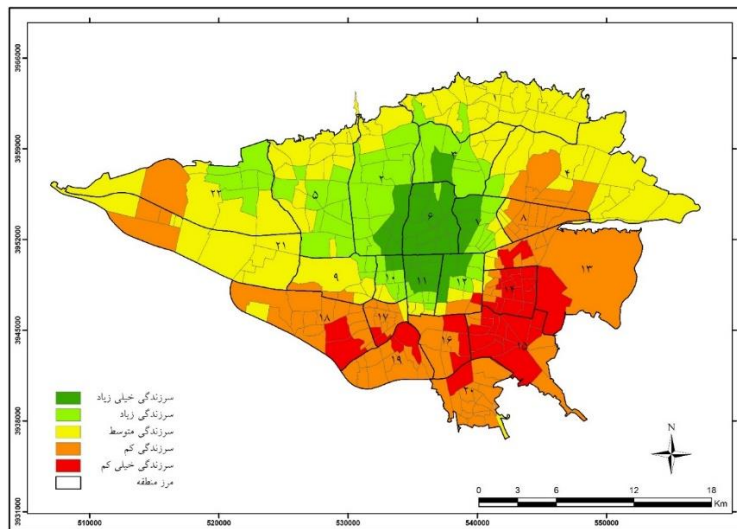 3966000
3959000
3952000
3945000
3938000
3931000
۱
۳
۲
۴
۵
۲۲
۶
۷
۸
۲۱
۱۳
۹
۱۰
۱۱
۱۲
۱۴
۱۸
۱۷
۱۶
۱۵
۱۹
۲۰
سرزندگی خیلی زیاد
سرزندگی زیاد
سرزندگی متوسط
سرزندگی کم
سرزندگی خیلی کم
مرز منطقه
N
0 3 6 12 18
Km
510000 520000 530000 540000 550000